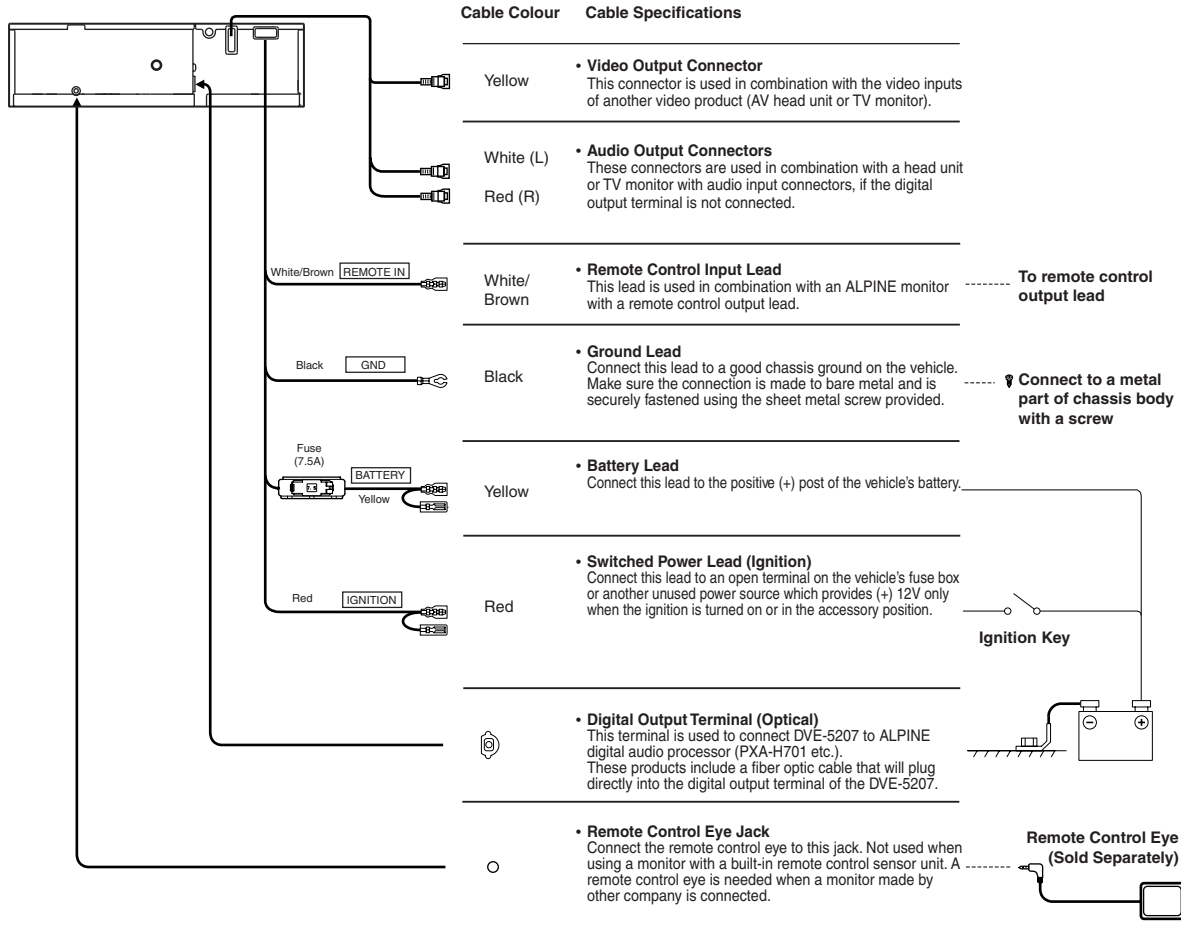 Cable Colour Cable Specifications
Yellow
• Video Output Connector
This connector is used in combination with the video inputs
of another video product (AV head unit or TV monitor).
White (L)
Red (R)
• Audio Output Connectors
These connectors are used in combination with a head unit
or TV monitor with audio input connectors, if the digital
output terminal is not connected.
White/Brown REMOTE IN
White/
Brown
• Remote Control Input Lead
This lead is used in combination with an ALPINE monitor
with a remote control output lead.
To remote control
output lead
Black GND
Black
• Ground Lead
Connect this lead to a good chassis ground on the vehicle.
Make sure the connection is made to bare metal and is
securely fastened using the sheet metal screw provided.
Connect to a metal
part of chassis body
with a screw
Fuse
(7.5A)
7.5
BATTERY
Yellow
Yellow
• Battery Lead
Connect this lead to the positive (+) post of the vehicle's battery.
Red IGNITION
Red
• Switched Power Lead (Ignition)
Connect this lead to an open terminal on the vehicle's fuse box
or another unused power source which provides (+) 12V only
when the ignition is turned on or in the accessory position.
Ignition Key
• Digital Output Terminal (Optical)
This terminal is used to connect DVE-5207 to ALPINE
digital audio processor (PXA-H701 etc.).
These products include a fiber optic cable that will plug
directly into the digital output terminal of the DVE-5207.
− +
• Remote Control Eye Jack
Connect the remote control eye to this jack. Not used when
using a monitor with a built-in remote control sensor unit. A
remote control eye is needed when a monitor made by
other company is connected.
Remote Control Eye
(Sold Separately)